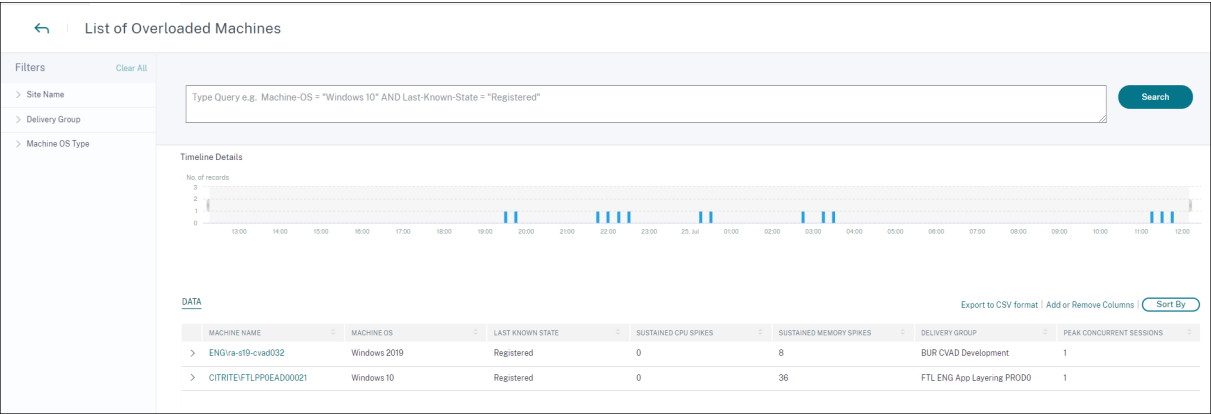 List of Overloaded Machines
Filters Clear All
Site Name
Delivery Group
Machine OS Type
Type Query e.g. Machine-OS = "Windows 10" AND Last-Known-State = "Registered"
Search
Timeline Details
No. of records
3
2
1
0
13:00 14:00 15:00 16:00 17:00 18:00 19:00 20:00 21:00 22:00 23:00 25. Jul 01:00 02:00 03:00 04:00 05:00 06:00 07:00 08:00 09:00 10:00 11:00 12:00
DATA
Export to CSV format | Add or Remove Columns | Sort By
MACHINE NAME MACHINE OS LAST KNOWN STATE SUSTAINED CPU SPIKES SUSTAINED MEMORY SPIKES DELIVERY GROUP PEAK CONCURRENT SESSIONS
ENG\ra-s19-cvad032 Windows 2019 Registered 0 8 BUR CVAD Development 1
CITRITE\FTLPP0EAD00021 Windows 10 Registered 0 36 FTL ENG App Layering PROD0 1